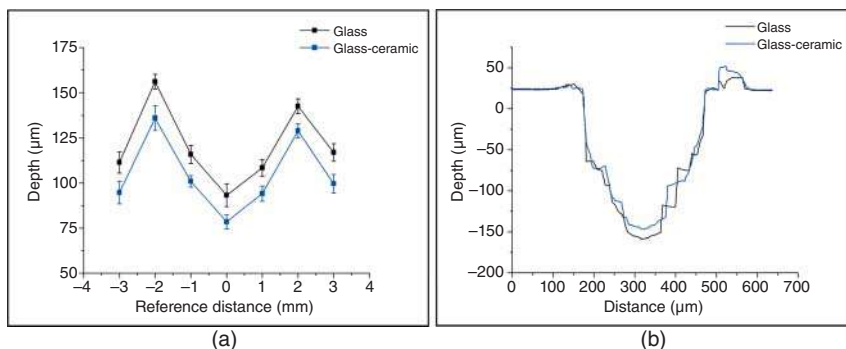 175
150
125
100
75
50
Depth (µm)
Glass
Glass-ceramic
−4
−3
−2
−1
0
1
2
3
4
Reference distance (mm)
(a)
50
0
−50
−100
−150
−200
Depth (µm)
Glass
Glass-ceramic
0
100
200
300
400
500
600
700
Distance (µm)
(b)